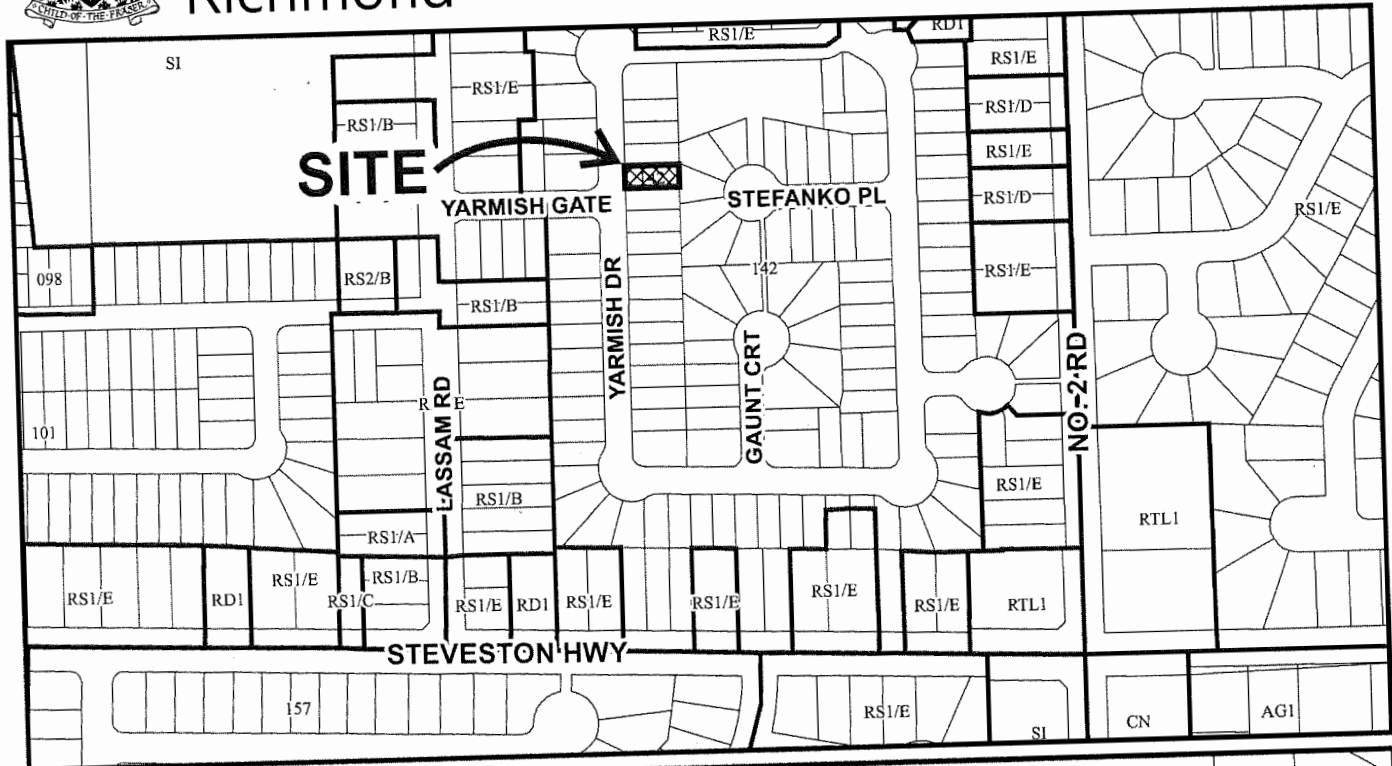 Richmond
CHILD OF THE FRASER
SI
RS1/E
RD1
RS1/E
RS1/E
RS1/D
RS1/B
RS1/E
SITE
RS1/D
YARMISH GATE
STEFANKO PL
RS1/E
098
RS2/B
RS1/B
142
RS1/E
YARMISH DR
GAUNT CRT
NO. 2 RD
LASSAM RD
101
RS1/B
RS1/E
RTL1
RS1/A
RS1/E
RD1
RS1/E
RS1/C
RS1/B
RS1/E
RD1
RS1/E
RS1/E
RS1/E
RS1/E
RTL1
STEVESTON HWY
157
RS1/E
SI
CN
AG1